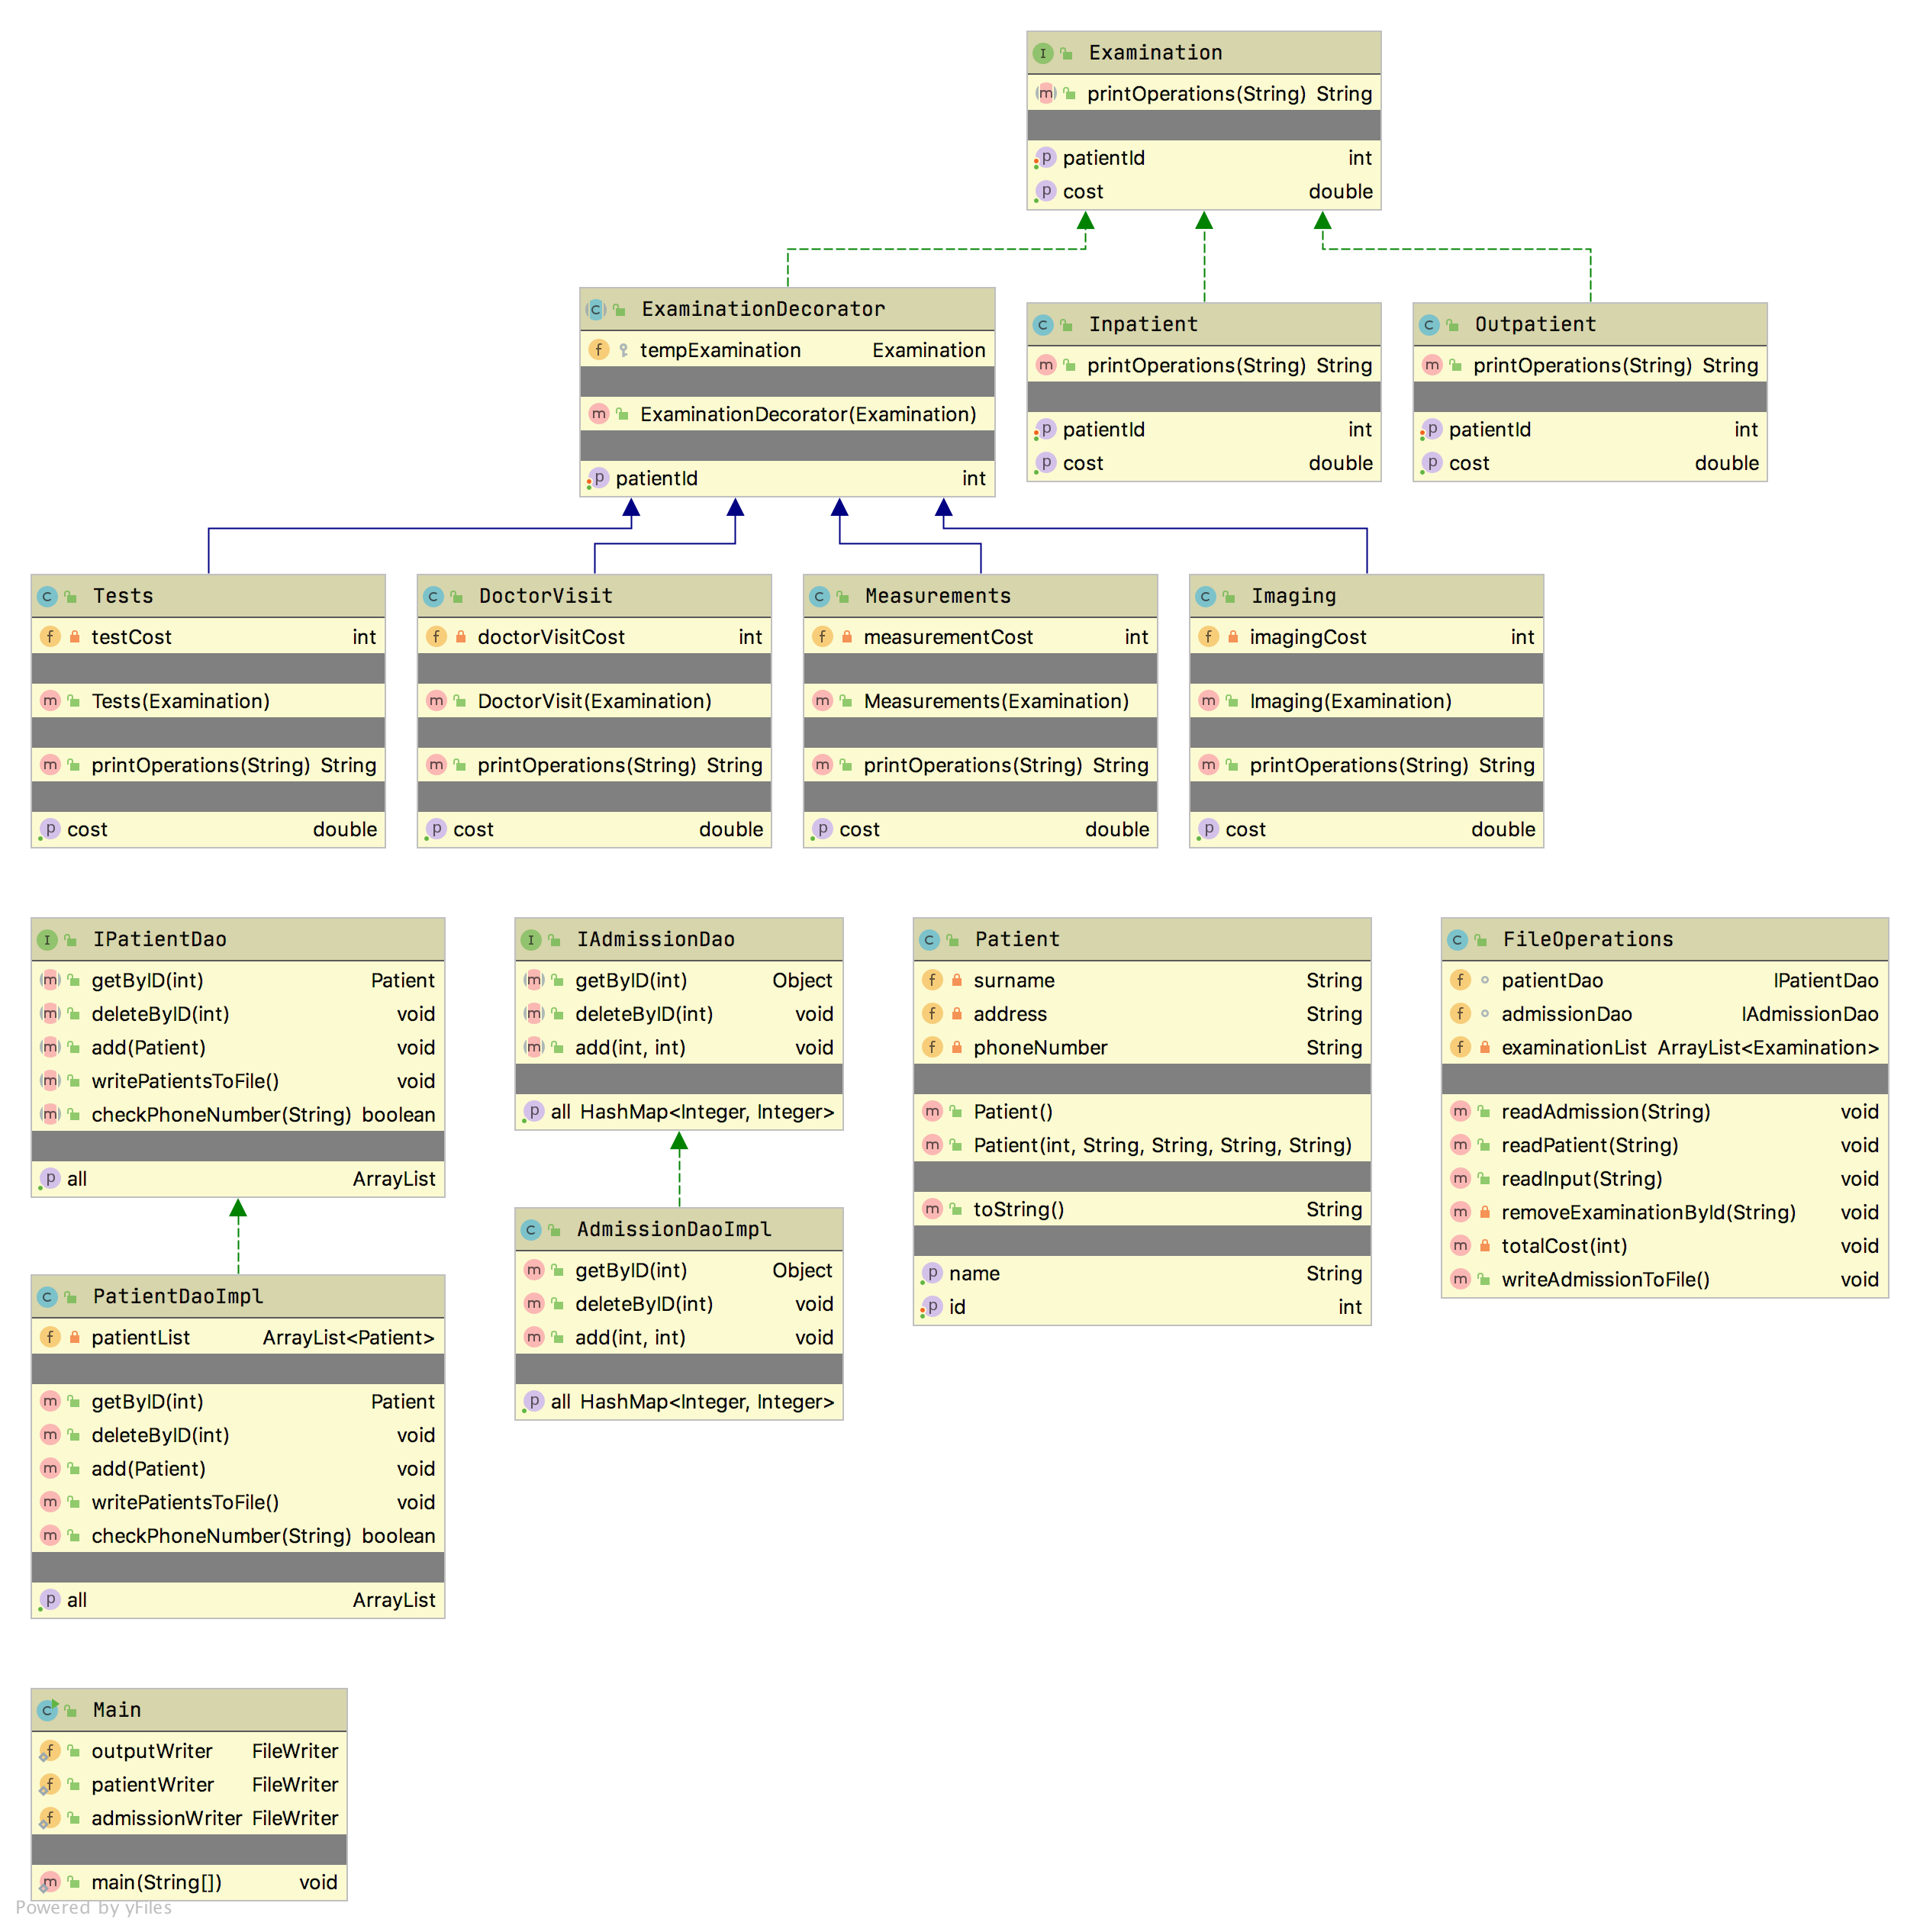 Examination
printOperations(String) String
patientId int
cost double
ExaminationDecorator
tempExamination Examination
ExaminationDecorator(Examination)
patientId int
Inpatient
printOperations(String) String
patientId int
cost double
Outpatient
printOperations(String) String
patientId int
cost double
Tests
testCost int
Tests(Examination)
printOperations(String) String
cost double
DoctorVisit
doctorVisitCost int
DoctorVisit(Examination)
printOperations(String) String
cost double
Measurements
measurementCost int
Measurements(Examination)
printOperations(String) String
cost double
Imaging
imagingCost int
Imaging(Examination)
printOperations(String) String
cost double
IPatientDao
getByID(int) Patient
deleteByID(int) void
add(Patient) void
writePatientsToFile() void
checkPhoneNumber(String) boolean
all ArrayList
IAdmissionDao
getByID(int) Object
deleteByID(int) void
add(int, int) void
all HashMap<Integer, Integer>
Patient
surname String
address String
phoneNumber String
Patient()
Patient(int, String, String, String, String)
toString() String
name String
id int
FileOperations
patientDao IPatientDao
admissionDao IAdmissionDao
examinationList ArrayList<Examination>
readAdmission(String) void
readPatient(String) void
readInput(String) void
removeExaminationById(String) void
totalCost(int) void
writeAdmissionToFile() void
PatientDaoImpl
patientList ArrayList<Patient>
getByID(int) Patient
deleteByID(int) void
add(Patient) void
writePatientsToFile() void
checkPhoneNumber(String) boolean
all ArrayList
AdmissionDaoImpl
getByID(int) Object
deleteByID(int) void
add(int, int) void
all HashMap<Integer, Integer>
Main
outputWriter FileWriter
patientWriter FileWriter
admissionWriter FileWriter
main(String[]) void
Powered by yFiles